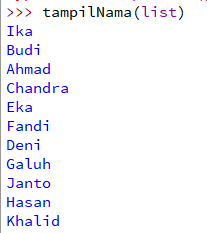 >>> tampilNama(list)
Ika
Budi
Ahmad
Chandra
Eka
Fandi
Deni
Galuh
Janto
Hasan
Khalid